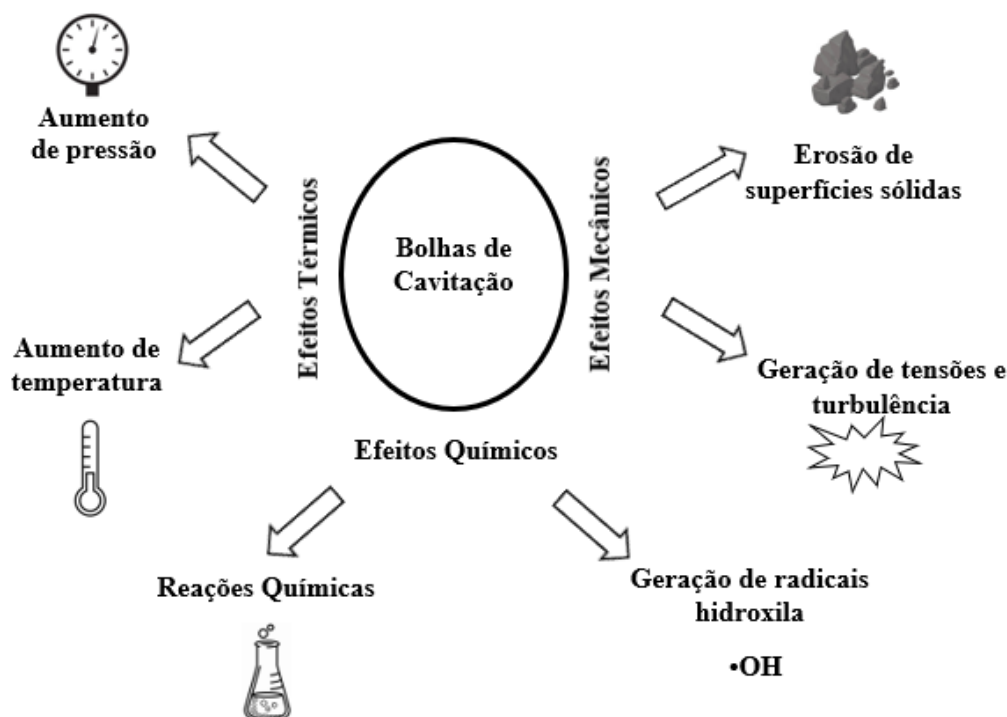 Aumento
de pressão
Efeitos Térmicos
Aumento de
temperatura
Bolhas de
Cavitação
Efeitos Mecânicos
Erosão de
superfícies sólidas
Geração de tensões e
turbulência
Efeitos Químicos
Reações Químicas
Geração de radicais
hidroxila
•OH